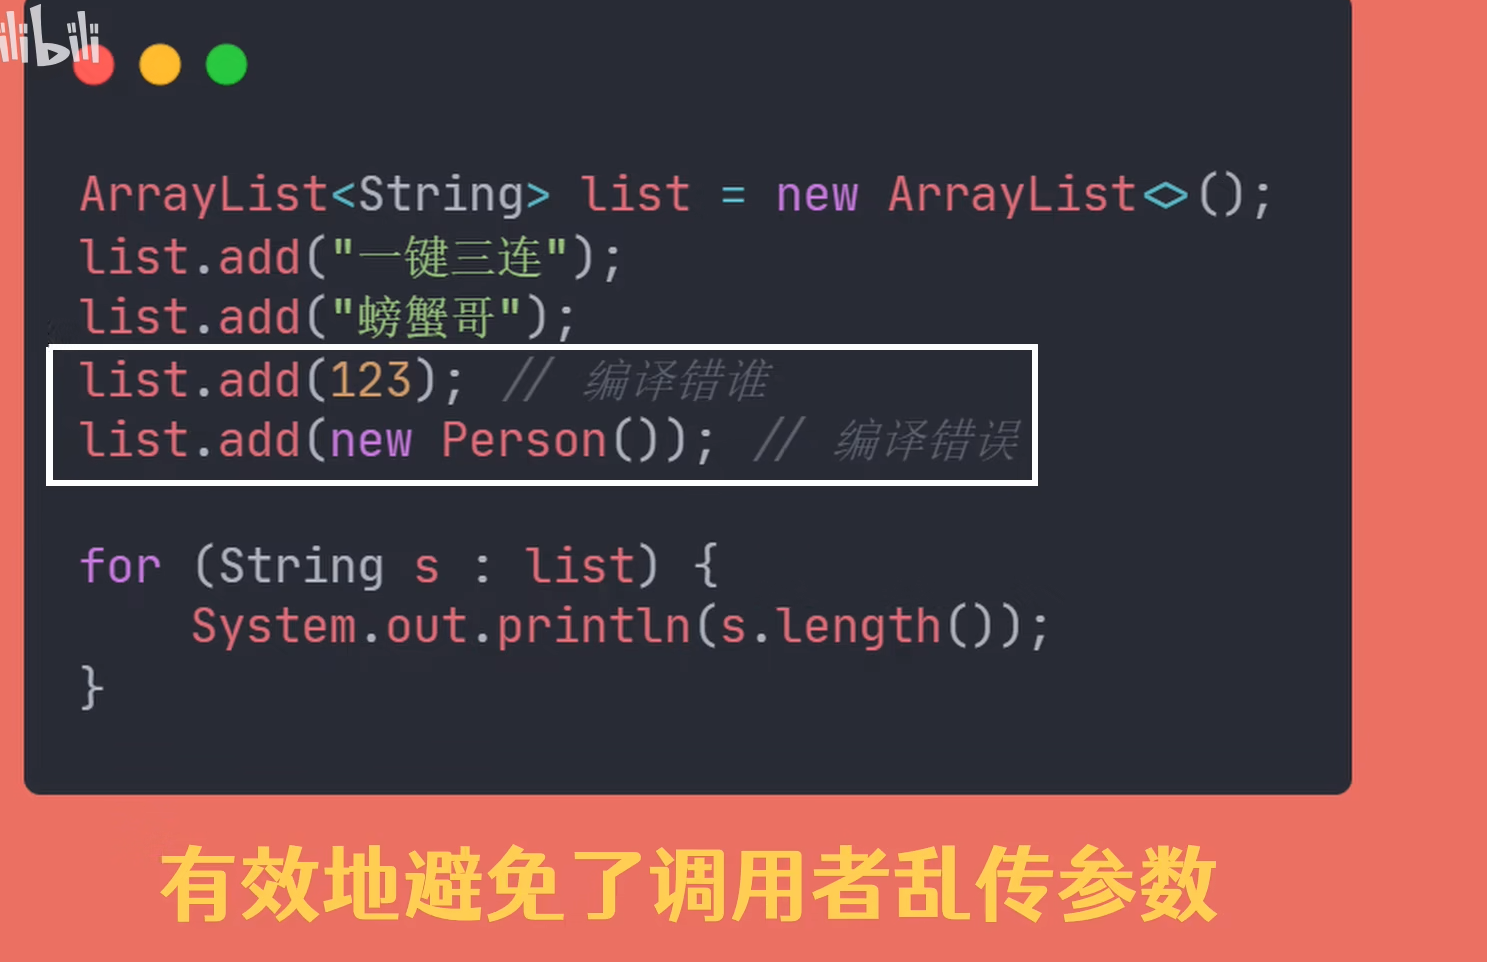 ilibili
ArrayList<String> list = new ArrayList<>();
list.add("一键三连");
list.add("螃蟹哥");
list.add(123); // 编译错谁
list.add(new Person()); // 编译错误
for (String s : list) {
System.out.println(s.length());
}
有效地避免了调用者乱传参数